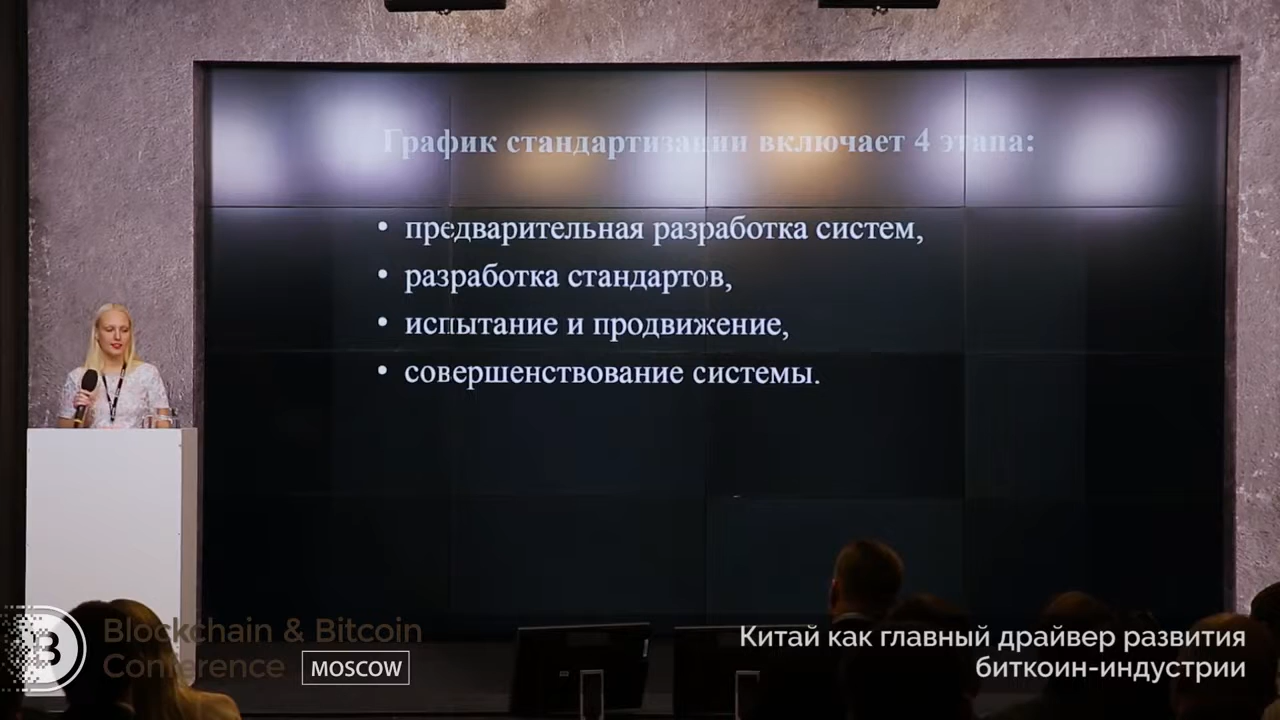 График стандартизации включает 4 этапа:
• предварительная разработка систем,
• разработка стандартов,
• испытание и продвижение,
• совершенствование системы.
Blockchain & Bitcoin
Conference MOSCOW
Китай как главный драйвер развития
биткоин-индустрии